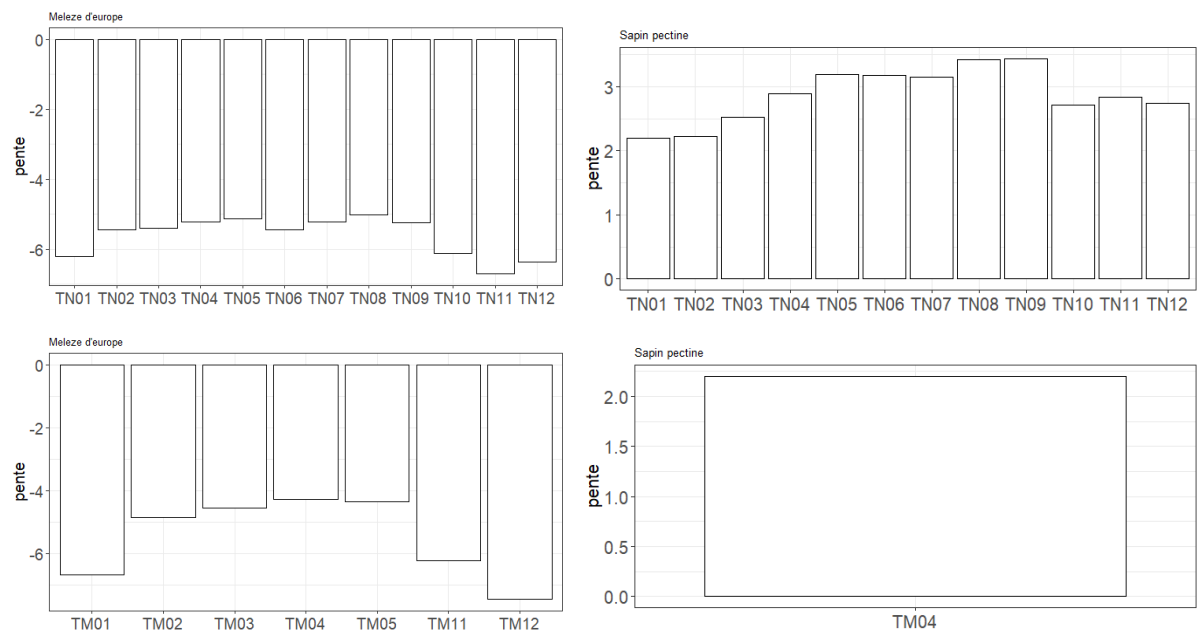 Meleze d'europe
pente
0
-2
-4
-6
TN01 TN02 TN03 TN04 TN05 TN06 TN07 TN08 TN09 TN10 TN11 TN12
Sapin pectine
pente
3
2
1
0
TN01 TN02 TN03 TN04 TN05 TN06 TN07 TN08 TN09 TN10 TN11 TN12
Meleze d'europe
pente
0
-2
-4
-6
TM01 TM02 TM03 TM04 TM05 TM11 TM12
Sapin pectine
pente
2.0
1.5
1.0
0.5
0.0
TM04